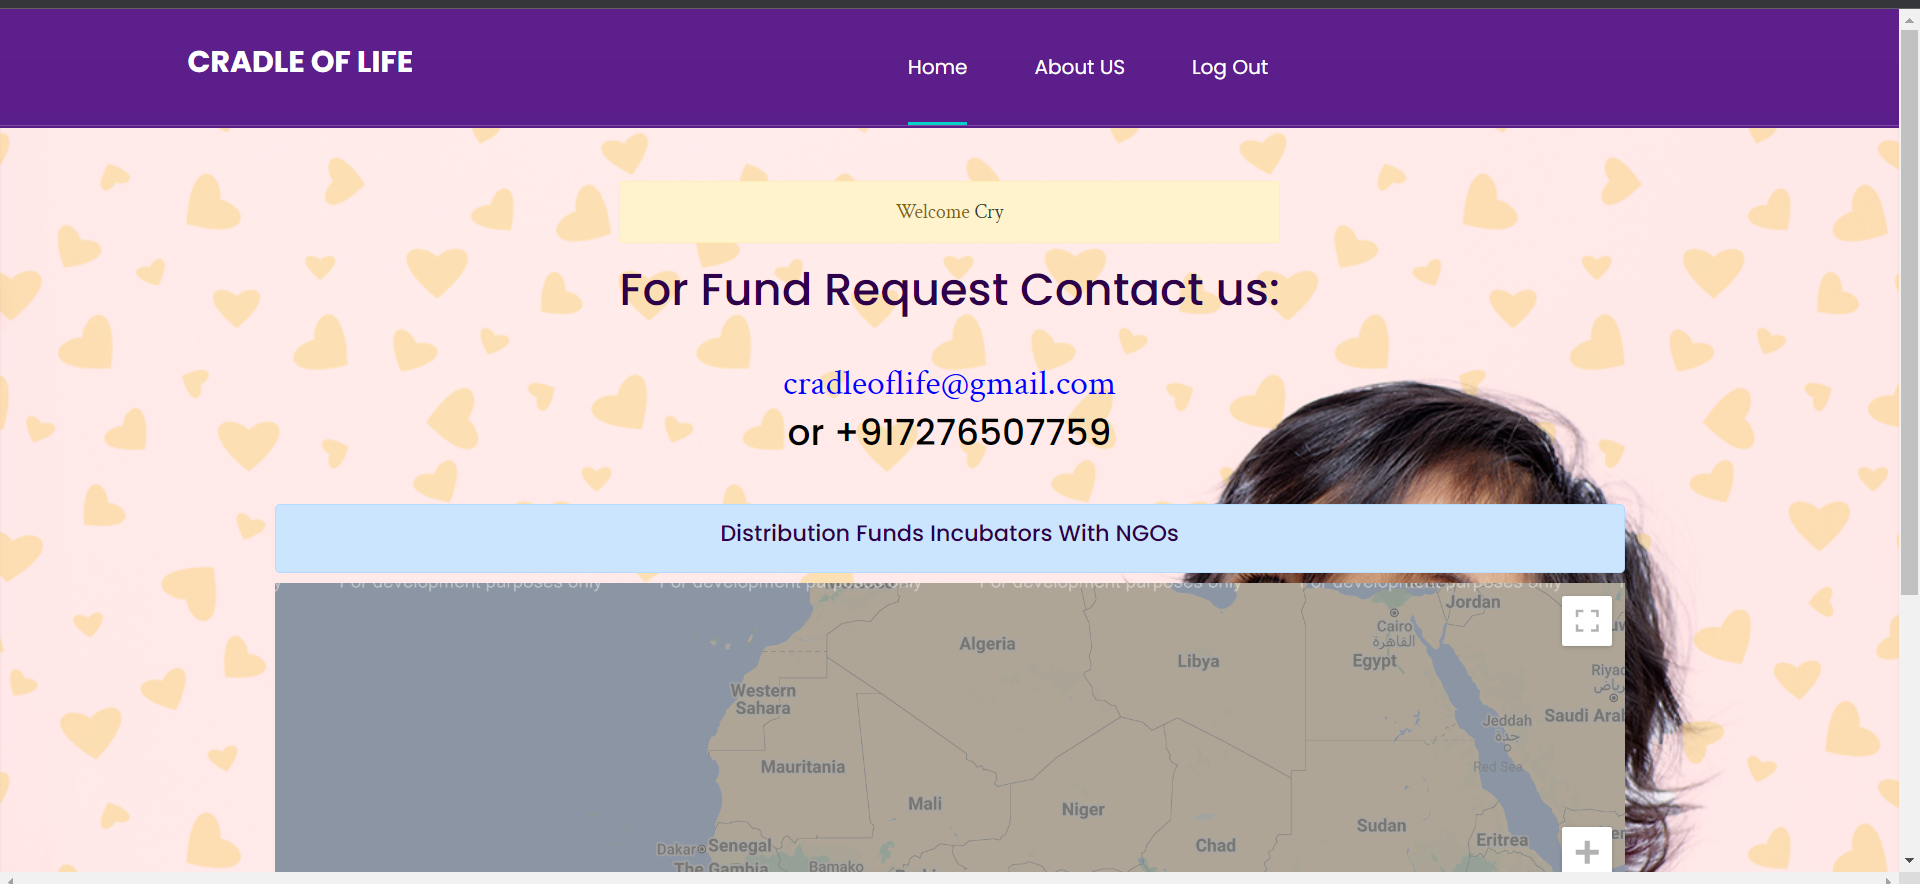 CRADLE OF LIFE
Home
About US
Log Out
Welcome Cry
For Fund Request Contact us:
cradleoflife@gmail.com
or +917276507759
Distribution Funds Incubators With NGOs
For development purposes only
For development purposes only
For development purposes only
For development purposes only
Jordan
Cairo
القاهرة
Algeria
Libya
Egypt
Western
Sahara
Jeddah
جدة
Saudi
Red Sea
Mauritania
Mali
Niger
Sudan
Chad
Eritrea
Dakar
Senegal
The Gambia
Bamako